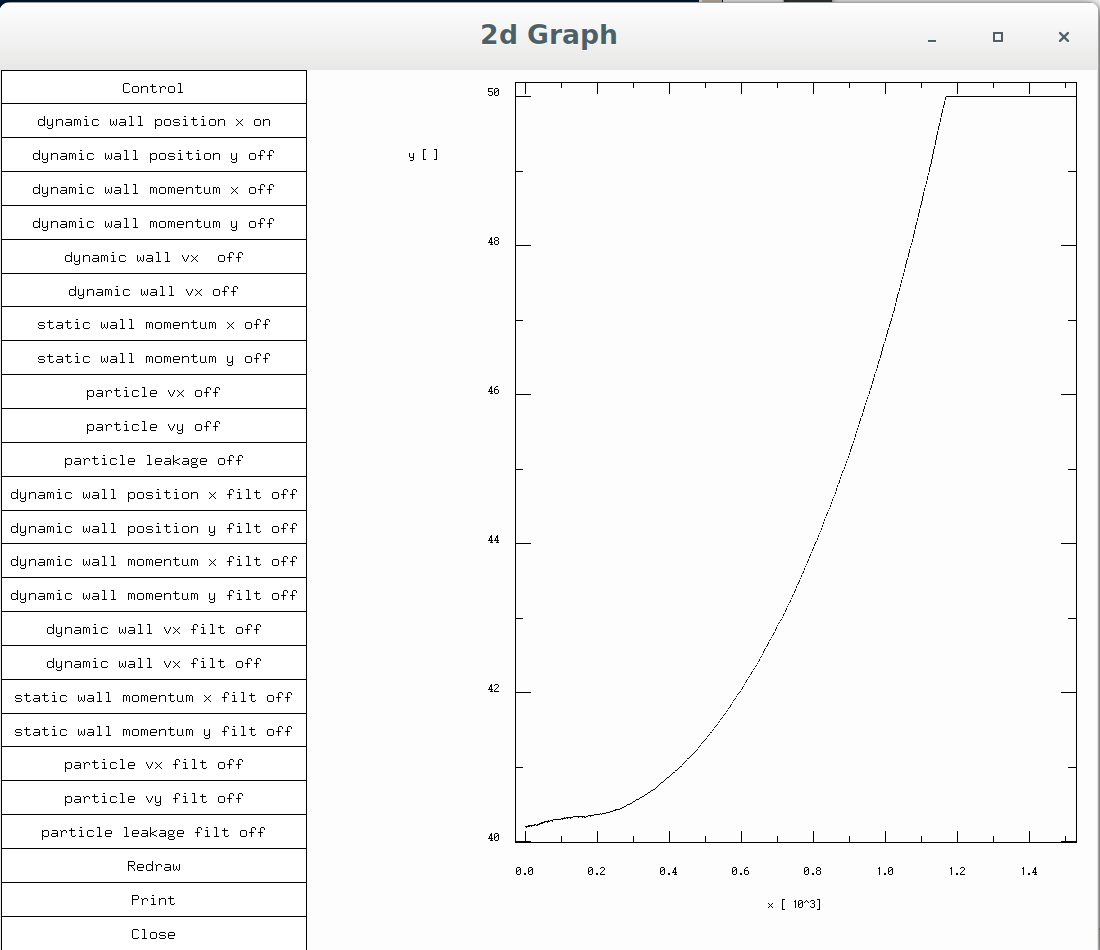 2d Graph
Control
dynamic wall position x on
dynamic wall position y off
dynamic wall momentum x off
dynamic wall momentum y off
dynamic wall vx  off
dynamic wall vx off
static wall momentum x off
static wall momentum y off
particle vx off
particle vy off
particle leakage off
dynamic wall position x filt off
dynamic wall position y filt off
dynamic wall momentum x filt off
dynamic wall momentum y filt off
dynamic wall vx filt off
dynamic wall vx filt off
static wall momentum x filt off
static wall momentum y filt off
particle vx filt off
particle vy filt off
particle leakage filt off
Redraw
Print
Close
y [ ]
50
48
46
44
42
40
0.0 0.2 0.4 0.6 0.8 1.0 1.2 1.4
x [ 10^3]